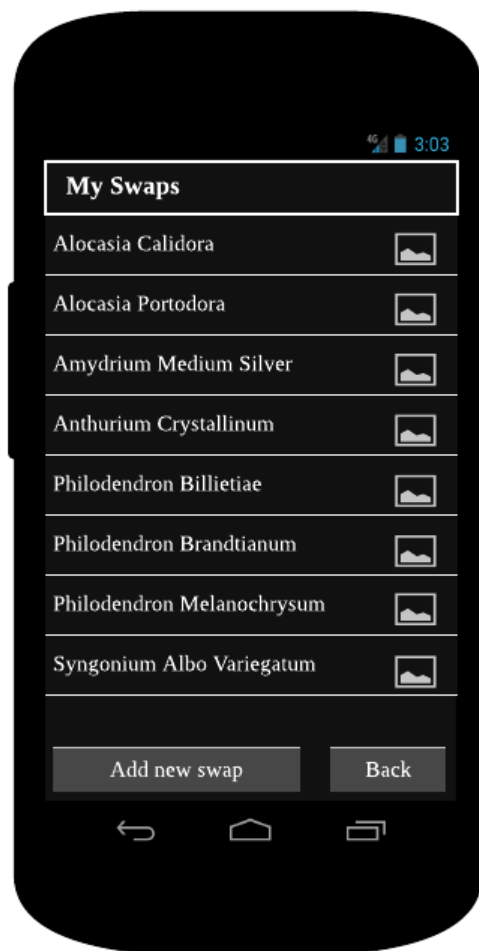 4G 3:03
My Swaps
Alocasia Calidora
Alocasia Portodora
Amydrium Medium Silver
Anthurium Crystallinum
Philodendron Billietiae
Philodendron Brandtianum
Philodendron Melanochrysum
Syngonium Albo Variegatum
Add new swap Back